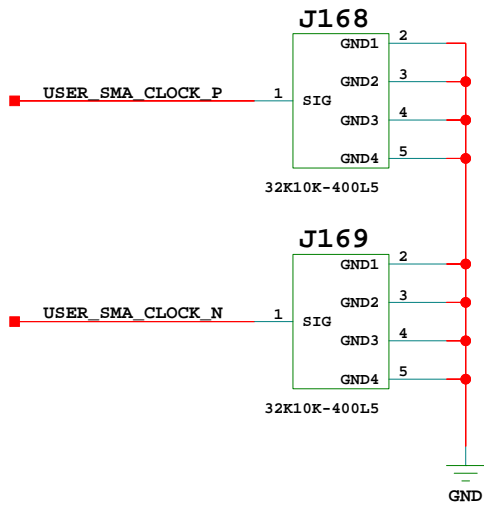 J168
GND1 2
USER_SMA_CLOCK_P 1 SIG
GND2 3
GND3 4
GND4 5
32K10K-400L5
J169
GND1 2
USER_SMA_CLOCK_N 1 SIG
GND2 3
GND3 4
GND4 5
32K10K-400L5
GND